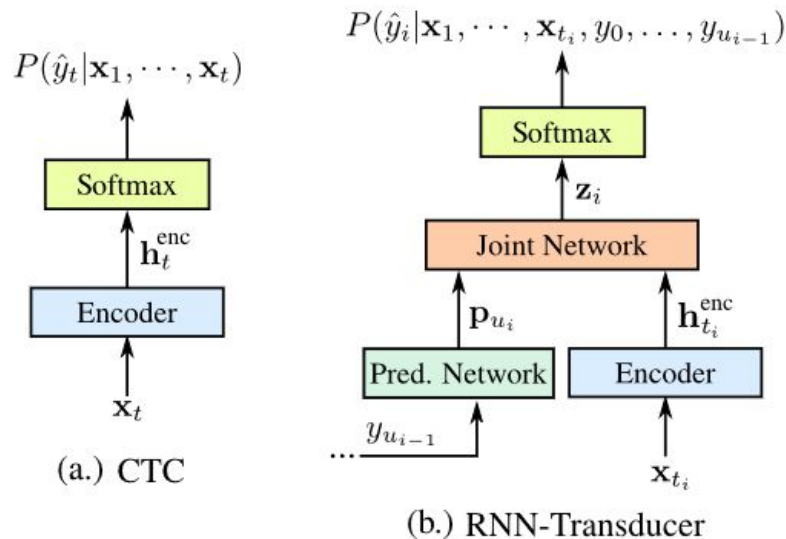 P(ŷ_t|x_1, ⋯ , x_t)
Softmax
h_t^enc
Encoder
x_t
(a.) CTC
P(ŷ_i|x_1, ⋯ , x_{t_i}, y_0, …, y_{u_{i−1}})
Softmax
z_i
Joint Network
p_{u_i}
h_{t_i}^enc
Pred. Network
Encoder
... y_{u_{i−1}}
x_{t_i}
(b.) RNN-Transducer